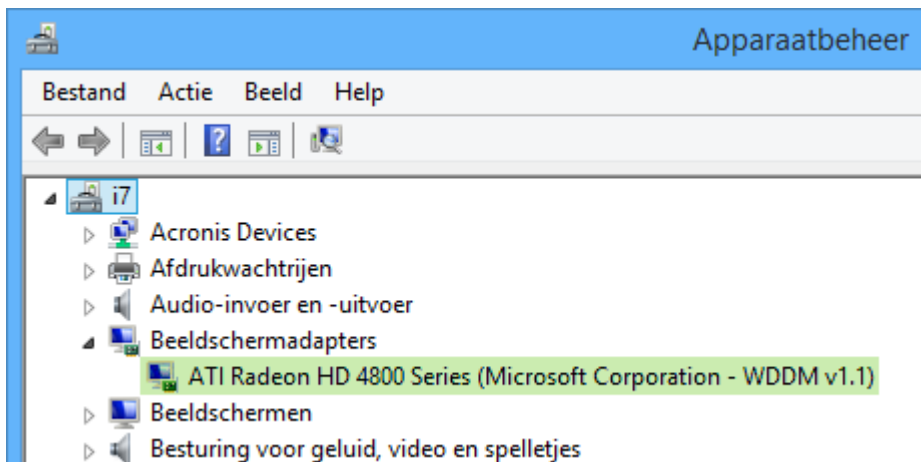 Apparaatbeheer
Bestand Actie Beeld Help
i7
Acronis Devices
Afdrukwachtrijen
Audio-invoer en -uitvoer
Beeldschermadapters
ATI Radeon HD 4800 Series (Microsoft Corporation - WDDM v1.1)
Beeldschermen
Besturing voor geluid, video en spelletjes